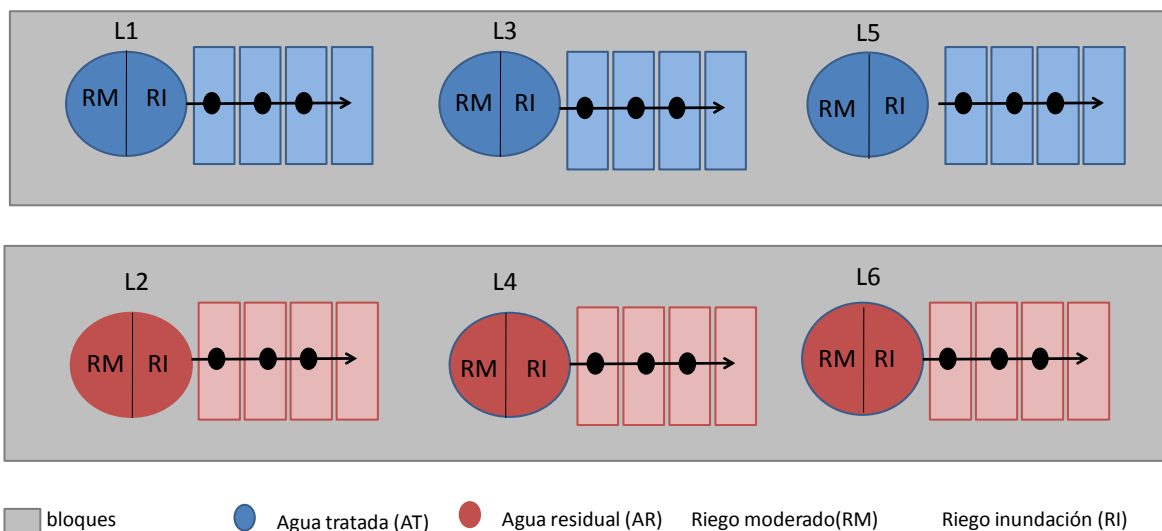 L1 L3 L5
RM RI RM RI RM RI
L2 L4 L6
RM RI RM RI RM RI
bloques Agua tratada (AT) Agua residual (AR) Riego moderado(RM) Riego inundación (RI)